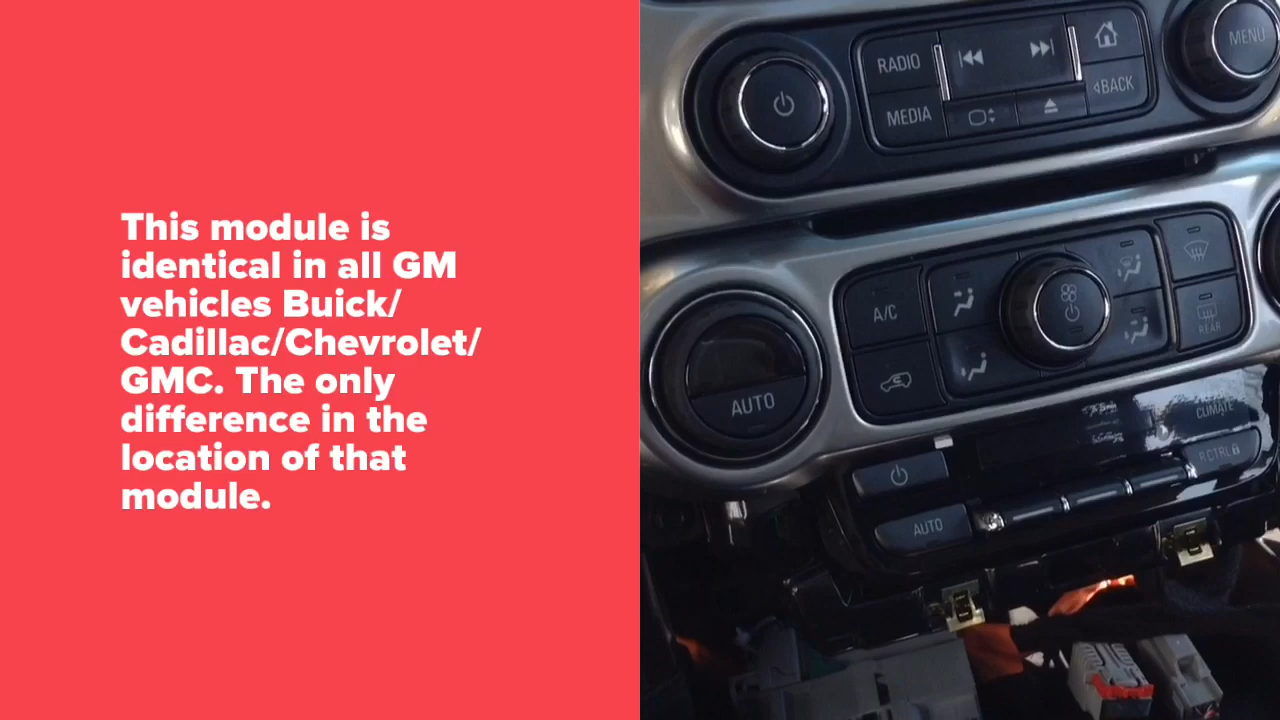 This module is
identical in all GM
vehicles Buick/
Cadillac/Chevrolet/
GMC. The only
difference in the
location of that
module.
RADIO
MEDIA
BACK
MENU
A/C
AUTO
REAR
CLIMATE
R.CTRL
AUTO